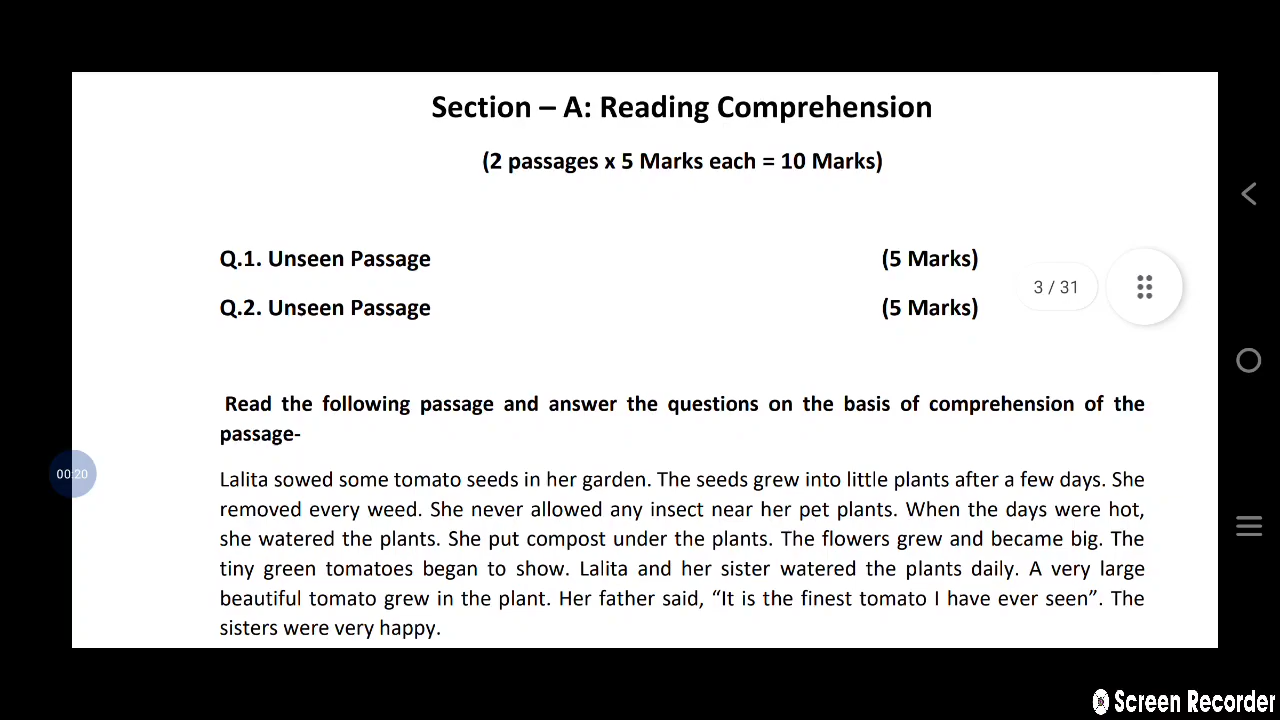 Section – A: Reading Comprehension
(2 passages x 5 Marks each = 10 Marks)
Q.1. Unseen Passage (5 Marks)
3 / 31
Q.2. Unseen Passage (5 Marks)
Read the following passage and answer the questions on the basis of comprehension of the
passage-
00:20
Lalita sowed some tomato seeds in her garden. The seeds grew into little plants after a few days. She
removed every weed. She never allowed any insect near her pet plants. When the days were hot,
she watered the plants. She put compost under the plants. The flowers grew and became big. The
tiny green tomatoes began to show. Lalita and her sister watered the plants daily. A very large
beautiful tomato grew in the plant. Her father said, “It is the finest tomato I have ever seen”. The
sisters were very happy.
Screen Recorder